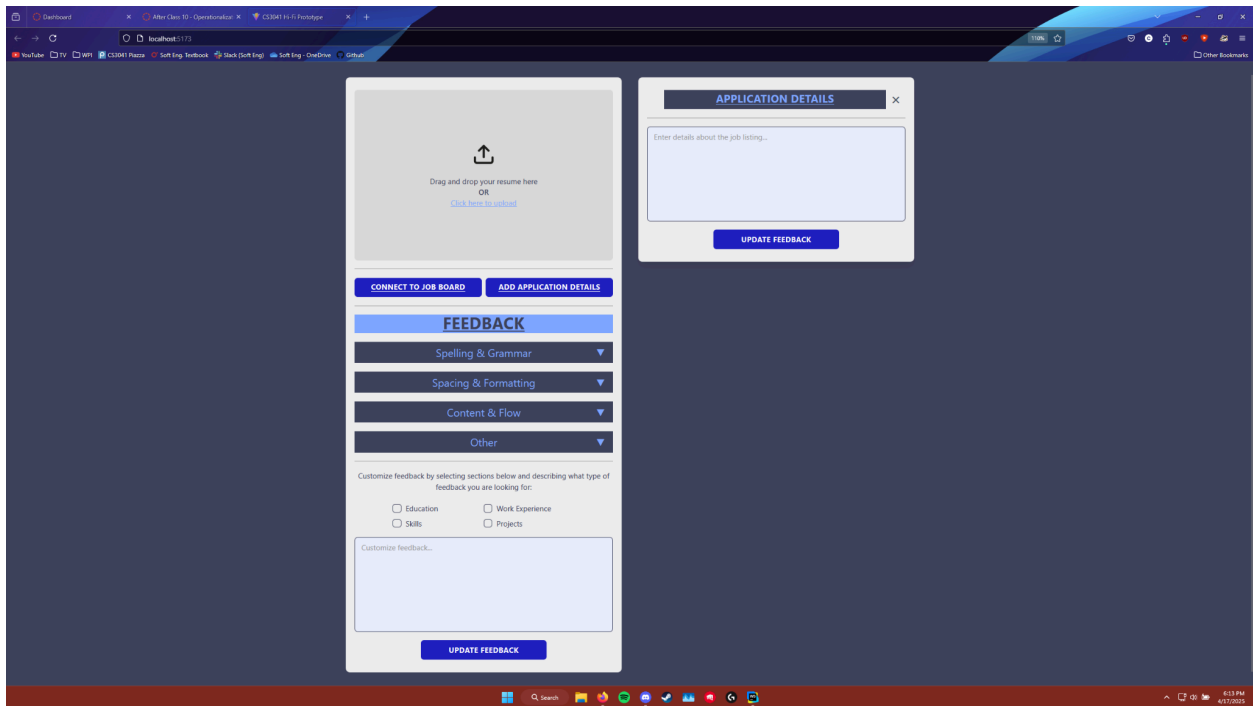 Dashboard
After Class 10 - Operationalizat
CS3041 Hi-Fi Prototype
localhost:5173
110%
YouTube
TV
WPI
CS3041 Piazza
Soft Eng. Textbook
Slack (Soft Eng)
Soft Eng - OneDrive
Github
Other Bookmarks
Drag and drop your resume here
OR
Click here to upload
CONNECT TO JOB BOARD
ADD APPLICATION DETAILS
FEEDBACK
Spelling & Grammar
Spacing & Formatting
Content & Flow
Other
Customize feedback by selecting sections below and describing what type of
feedback you are looking for:
Education
Work Experience
Skills
Projects
Customize feedback...
UPDATE FEEDBACK
APPLICATION DETAILS
Enter details about the job listing...
UPDATE FEEDBACK
Search
6:13 PM
4/17/2025